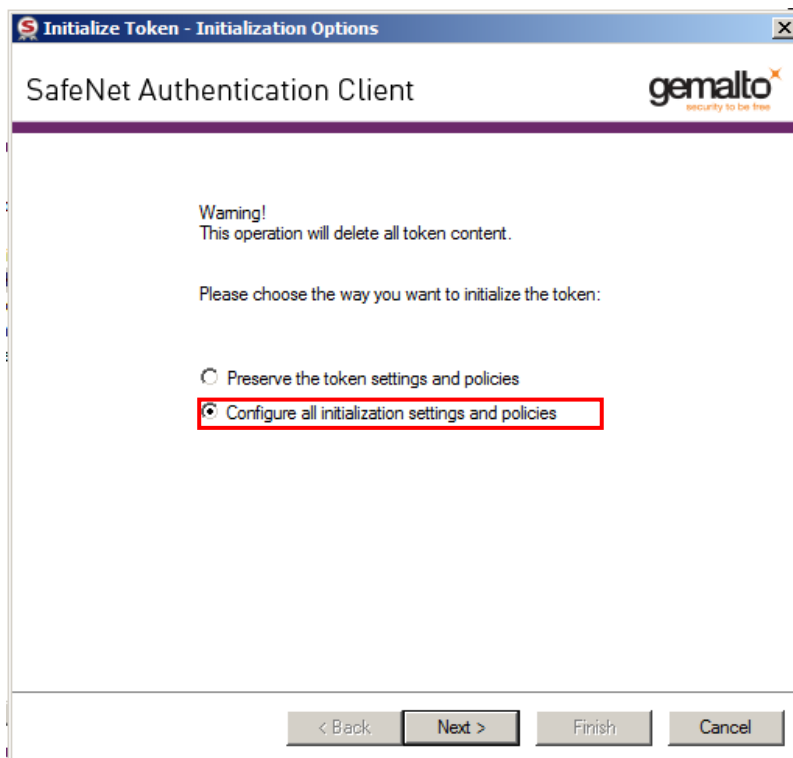 Initialize Token - Initialization Options
SafeNet Authentication Client
gemalto
security to be free
Warning!
This operation will delete all token content.
Please choose the way you want to initialize the token:
Preserve the token settings and policies
Configure all initialization settings and policies
< Back Next > Finish Cancel